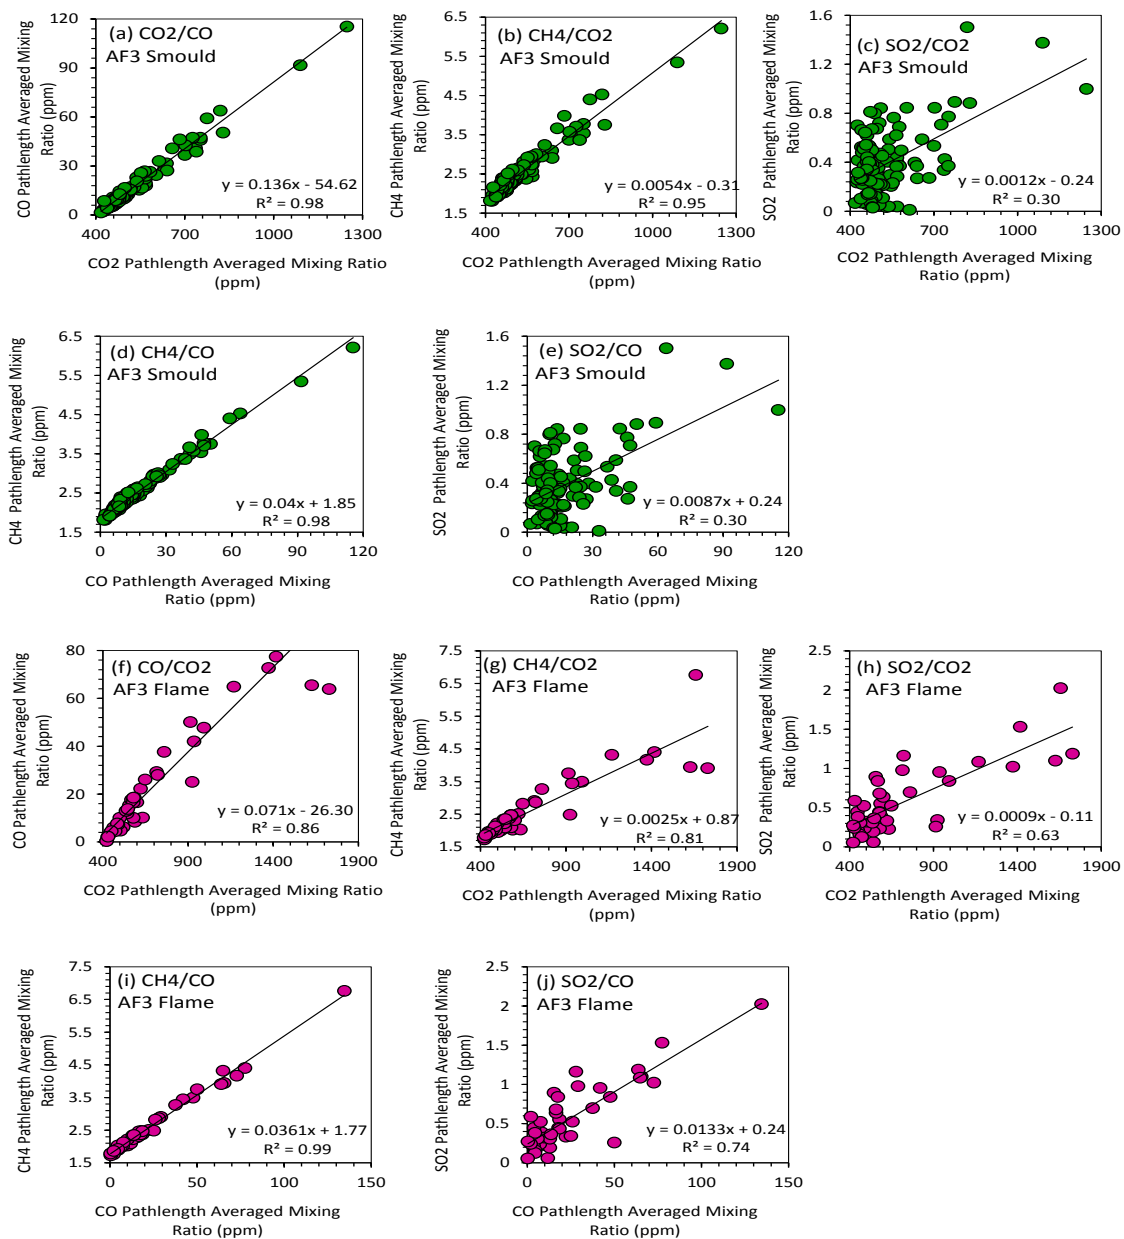 (a) CO2/CO
AF3 Smould
CO Pathlength Averaged Mixing
Ratio (ppm)
120
90
60
30
0
y = 0.136x - 54.62
R² = 0.98
400 700 1000 1300
CO2 Pathlength Averaged Mixing Ratio
(ppm)
(b) CH4/CO2
AF3 Smould
CH4 Pathlength Averaged Mixing
Ratio (ppm)
6.5
5.5
4.5
3.5
2.5
1.5
y = 0.0054x - 0.31
R² = 0.95
400 700 1000 1300
CO2 Pathlength Averaged Mixing Ratio
(ppm)
(c) SO2/CO2
AF3 Smould
SO2 Pathlength Averaged Mixing
Ratio (ppm)
1.6
1.2
0.8
0.4
0
y = 0.0012x - 0.24
R² = 0.30
400 700 1000 1300
CO2 Pathlength Averaged Mixing
Ratio (ppm)
(d) CH4/CO
AF3 Smould
CH4 Pathlength Averaged Mixing
Ratio (ppm)
6.5
5.5
4.5
3.5
2.5
1.5
y = 0.04x + 1.85
R² = 0.98
0 30 60 90 120
CO Pathlength Averaged Mixing
Ratio (ppm)
(e) SO2/CO
AF3 Smould
SO2 Pathlength Averaged Mixing
Ratio (ppm)
1.6
1.2
0.8
0.4
0
y = 0.0087x + 0.24
R² = 0.30
0 30 60 90 120
CO Pathlength Averaged Mixing
Ratio (ppm)
(f) CO/CO2
AF3 Flame
CO Pathlength Averaged Mixing
Ratio (ppm)
80
60
40
20
0
y = 0.071x - 26.30
R² = 0.86
400 900 1400 1900
CO2 Pathlength Averaged Mixing Ratio
(ppm)
(g) CH4/CO2
AF3 Flame
CH4 Pathlength Averaged Mixing
Ratio (ppm)
7.5
6.5
5.5
4.5
3.5
2.5
1.5
y = 0.0025x + 0.87
R² = 0.81
400 900 1400 1900
CO2 Pathlength Averaged Mixing Ratio
(ppm)
(h) SO2/CO2
AF3 Flame
SO2 Pathlength Averaged Mixing
Ratio (ppm)
2.5
2
1.5
1
0.5
0
y = 0.0009x - 0.11
R² = 0.63
400 900 1400 1900
CO2 Pathlength Averaged Mixing
Ratio (ppm)
(i) CH4/CO
AF3 Flame
CH4 Pathlength Averaged Mixing
Ratio (ppm)
7.5
6.5
5.5
4.5
3.5
2.5
1.5
y = 0.0361x + 1.77
R² = 0.99
0 50 100 150
CO Pathlength Averaged Mixing
Ratio (ppm)
(j) SO2/CO
AF3 Flame
SO2 Pathlength Averaged Mixing
Ratio (ppm)
2.5
2
1.5
1
0.5
0
y = 0.0133x + 0.24
R² = 0.74
0 50 100 150
CO Pathlength Averaged Mixing
Ratio (ppm)